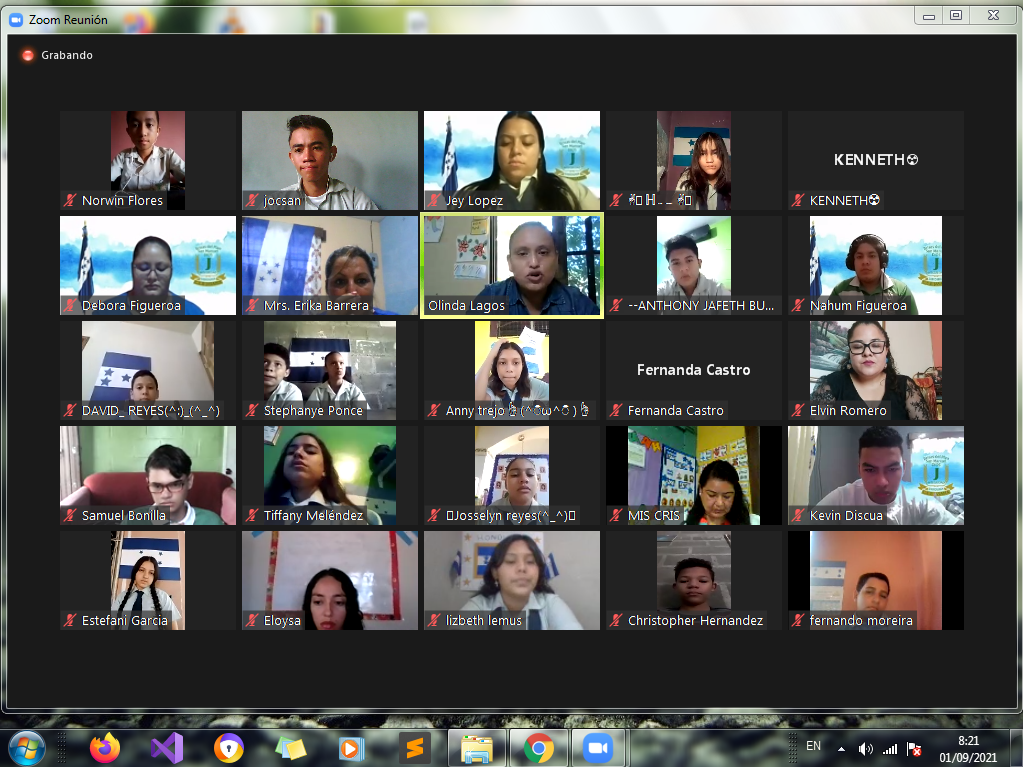 Zoom Reunión
Grabando
Norwin Flores
jocsan
Jey Lopez
KENNETH☢
KENNETH☢
Debora Figueroa
Mrs. Erika Barrera
Olinda Lagos
--ANTHONY JAFETH BU...
Nahum Figueroa
DAVID_ REYES(^:)_(^_^)
Stephanye Ponce
Anny trejo
Fernanda Castro
Fernanda Castro
Elvin Romero
Samuel Bonilla
Tiffany Meléndez
Josselyn reyes(^_^)
MIS CRIS
Kevin Discua
Estefani Garcia
Eloysa
lizbeth lemus
Christopher Hernandez
fernando moreira
EN
8:21
01/09/2021